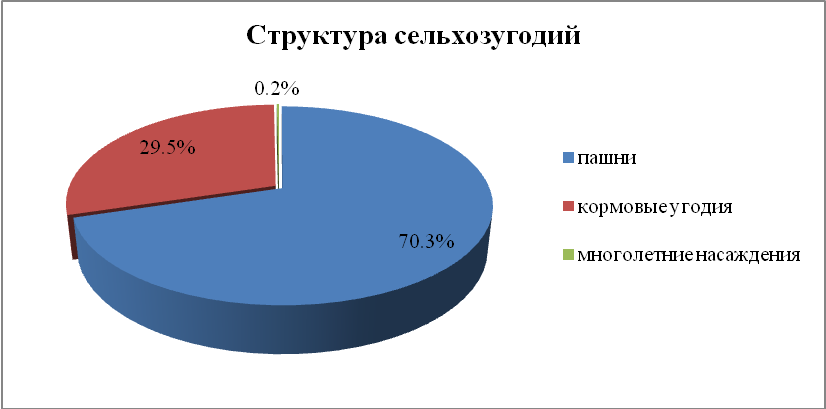 Структура сельхозугодий
0.2%
29.5%
70.3%
пашни
кормовые угодия
многолетние насаждения